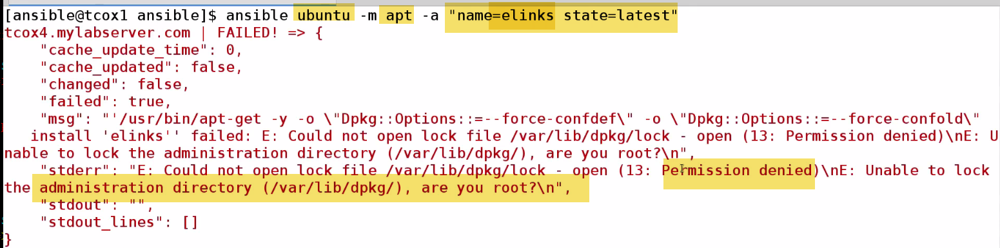 [ansible@tcox1 ansible]$ ansible ubuntu -m apt -a "name=elinks state=latest"
tcox4.mylabserver.com | FAILED! => {
    "cache_update_time": 0,
    "cache_updated": false,
    "changed": false,
    "failed": true,
    "msg": "'/usr/bin/apt-get -y -o \"Dpkg::Options::=--force-confdef\" -o \"Dpkg::Options::=--force-confold\"
   install 'elinks'' failed: E: Could not open lock file /var/lib/dpkg/lock - open (13: Permission denied)\nE: U
nable to lock the administration directory (/var/lib/dpkg/), are you root?\n",
    "stderr": "E: Could not open lock file /var/lib/dpkg/lock - open (13: Permission denied)\nE: Unable to lock
the administration directory (/var/lib/dpkg/), are you root?\n",
    "stdout": "",
    "stdout_lines": []
}